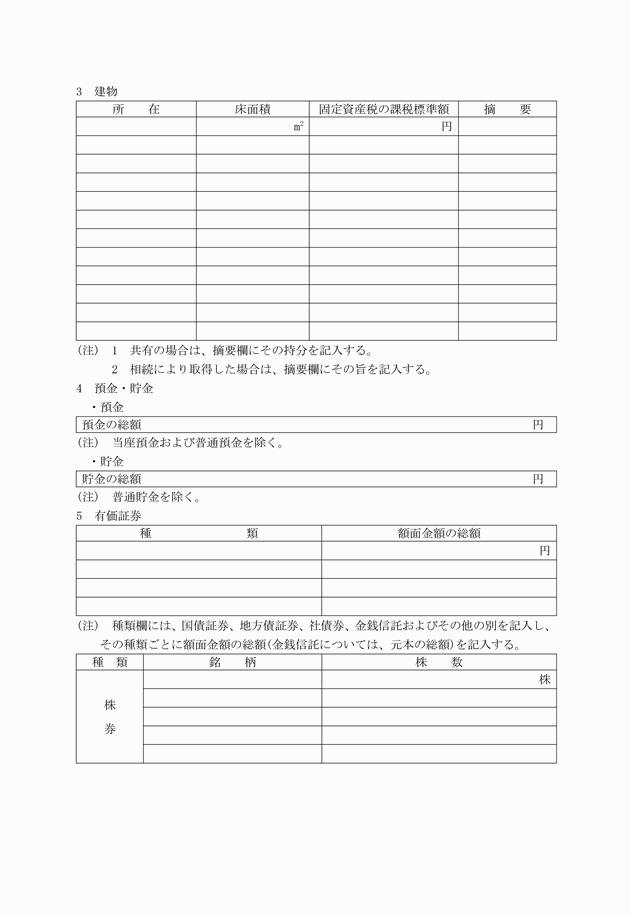 3　建物
所　　在　床面積　固定資産税の課税標準額　摘　　要
㎡　円
(注)　1　共有の場合は、摘要欄にその持分を記入する。
2　相続により取得した場合は、摘要欄にその旨を記入する。
4　預金・貯金
・預金
預金の総額　円
(注)　当座預金および普通預金を除く。
・貯金
貯金の総額　円
(注)　普通貯金を除く。
5　有価証券
種　　類　額面金額の総額
円
(注)　種類欄には、国債証券、地方債証券、社債券、金銭信託およびその他の別を記入し、
その種類ごとに額面金額の総額(金銭信託については、元本の総額)を記入する。
種　類　銘　　柄　株　　数
株
株
券